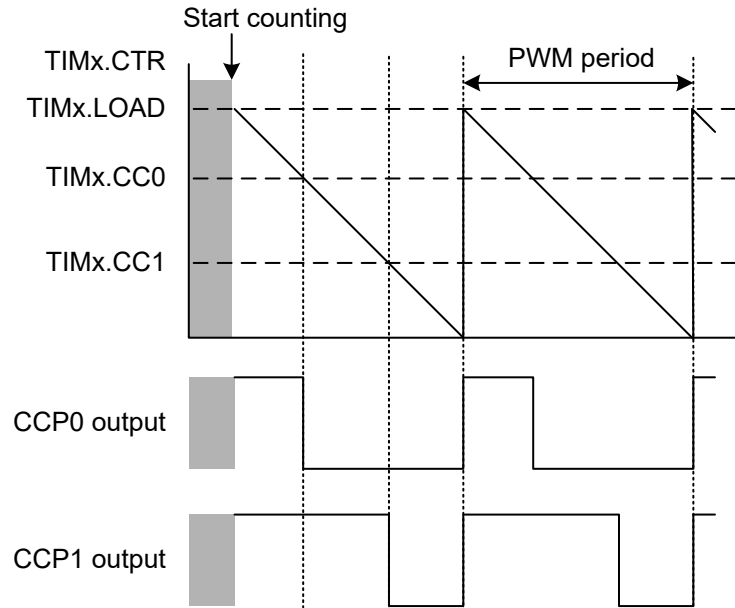 Start counting
TIMx.CTR
PWM period
TIMx.LOAD
TIMx.CC0
TIMx.CC1
CCP0 output
CCP1 output